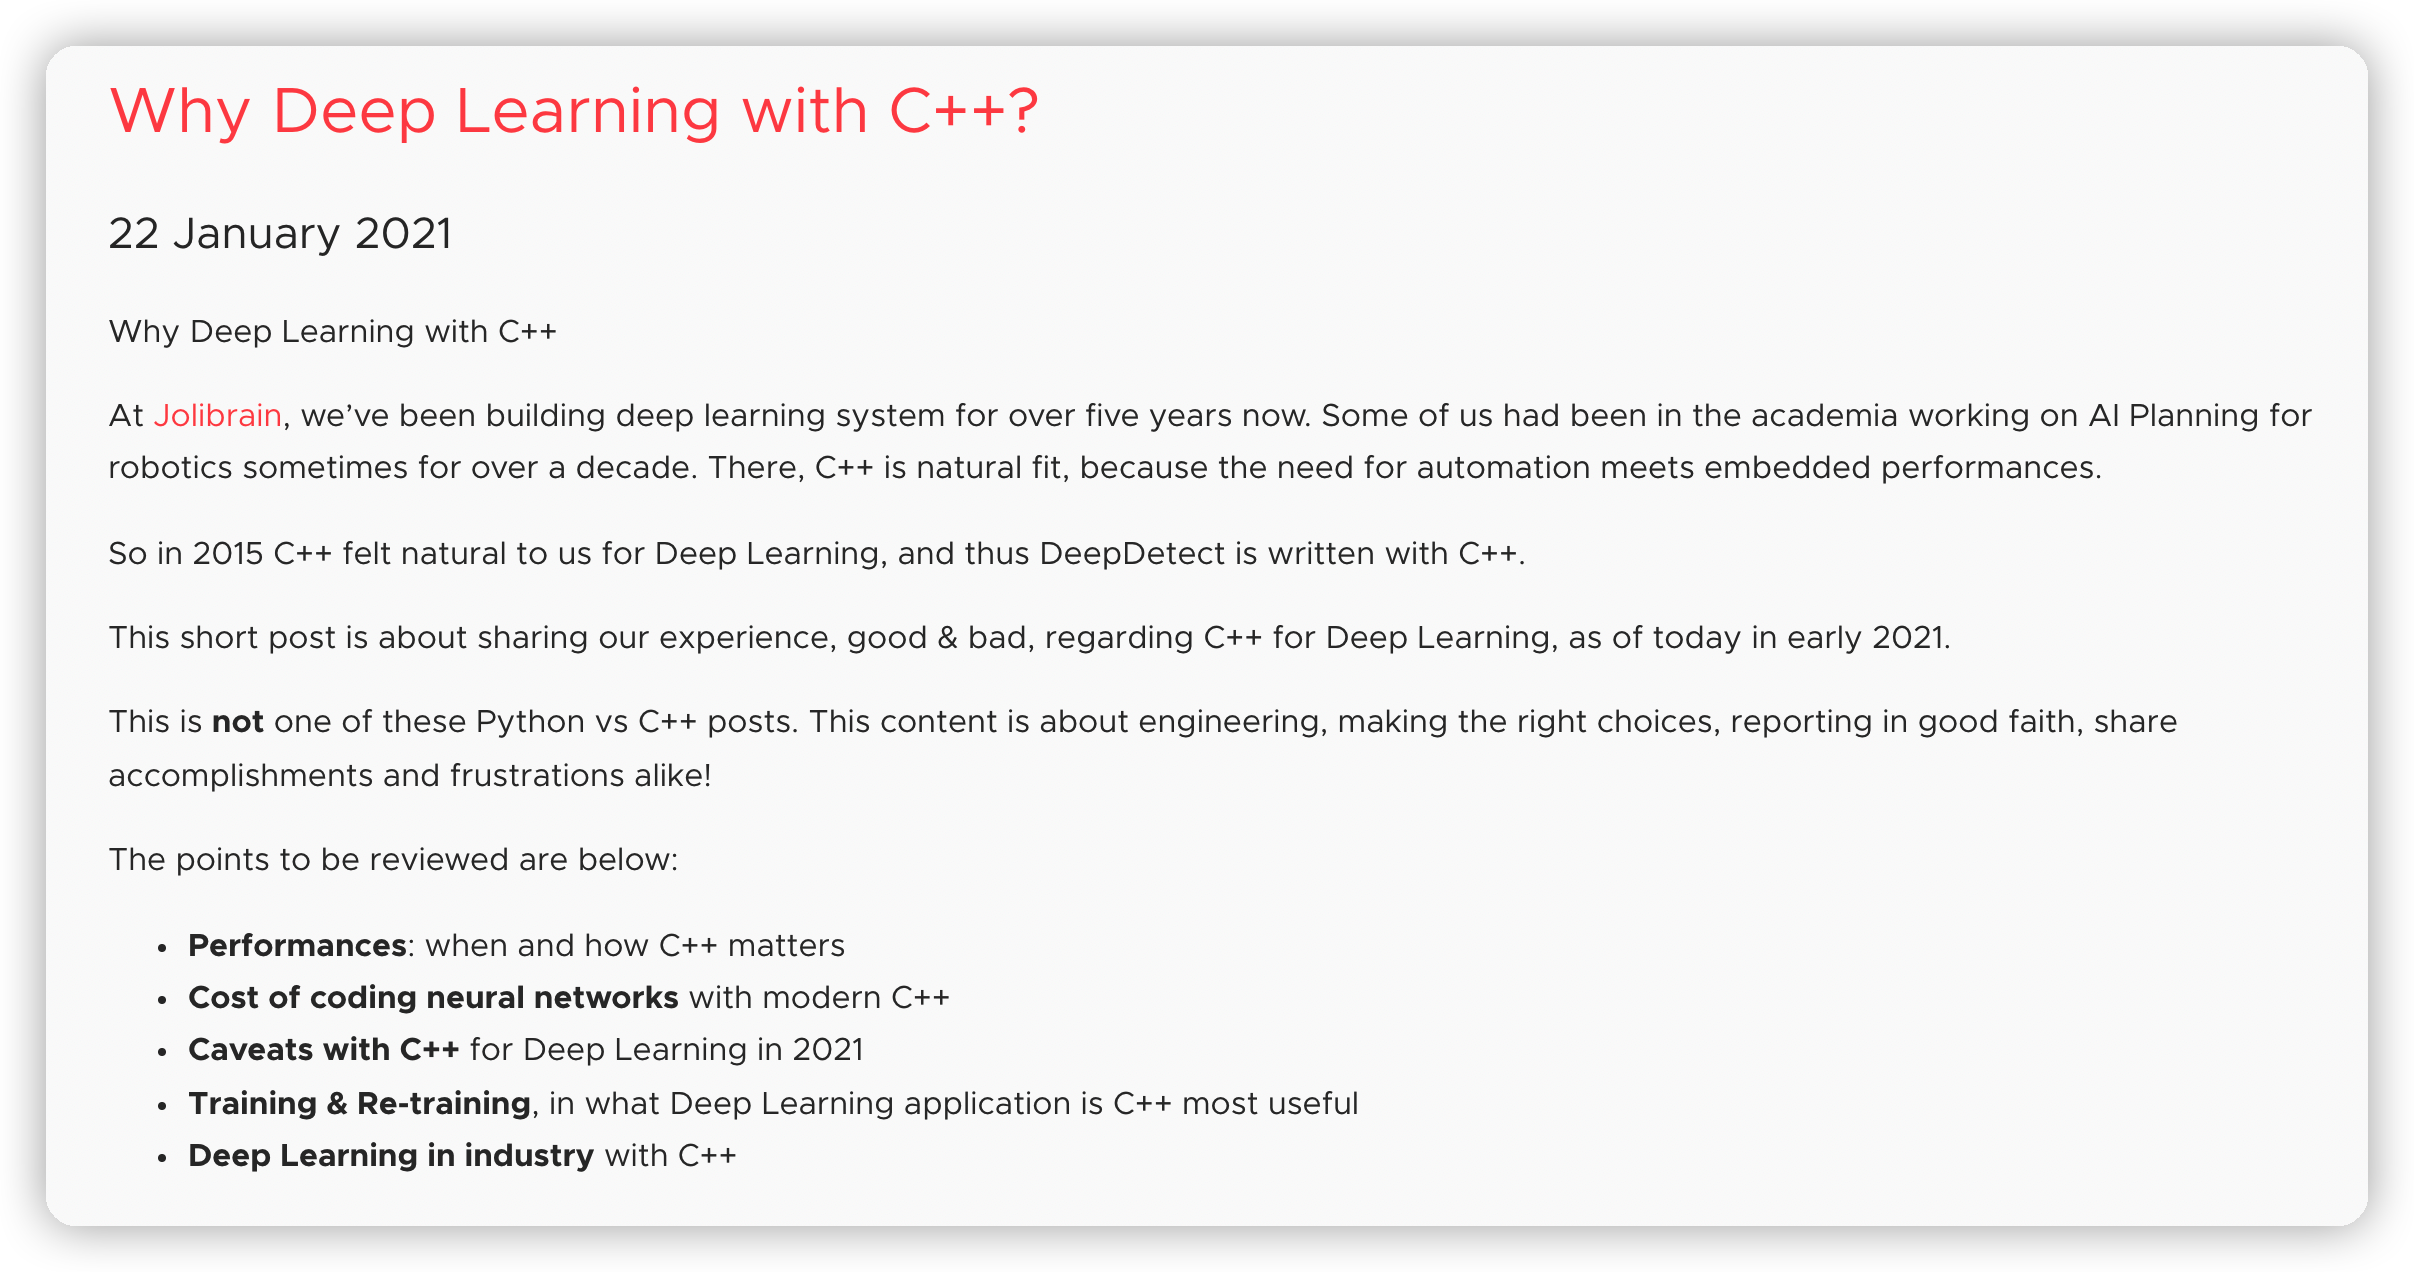 Why Deep Learning with C++?
22 January 2021
Why Deep Learning with C++
At Jolibrain, we’ve been building deep learning system for over five years now. Some of us had been in the academia working on AI Planning for
robotics sometimes for over a decade. There, C++ is natural fit, because the need for automation meets embedded performances.
So in 2015 C++ felt natural to us for Deep Learning, and thus DeepDetect is written with C++.
This short post is about sharing our experience, good & bad, regarding C++ for Deep Learning, as of today in early 2021.
This is not one of these Python vs C++ posts. This content is about engineering, making the right choices, reporting in good faith, share
accomplishments and frustrations alike!
The points to be reviewed are below:
• Performances: when and how C++ matters
• Cost of coding neural networks with modern C++
• Caveats with C++ for Deep Learning in 2021
• Training & Re-training, in what Deep Learning application is C++ most useful
• Deep Learning in industry with C++